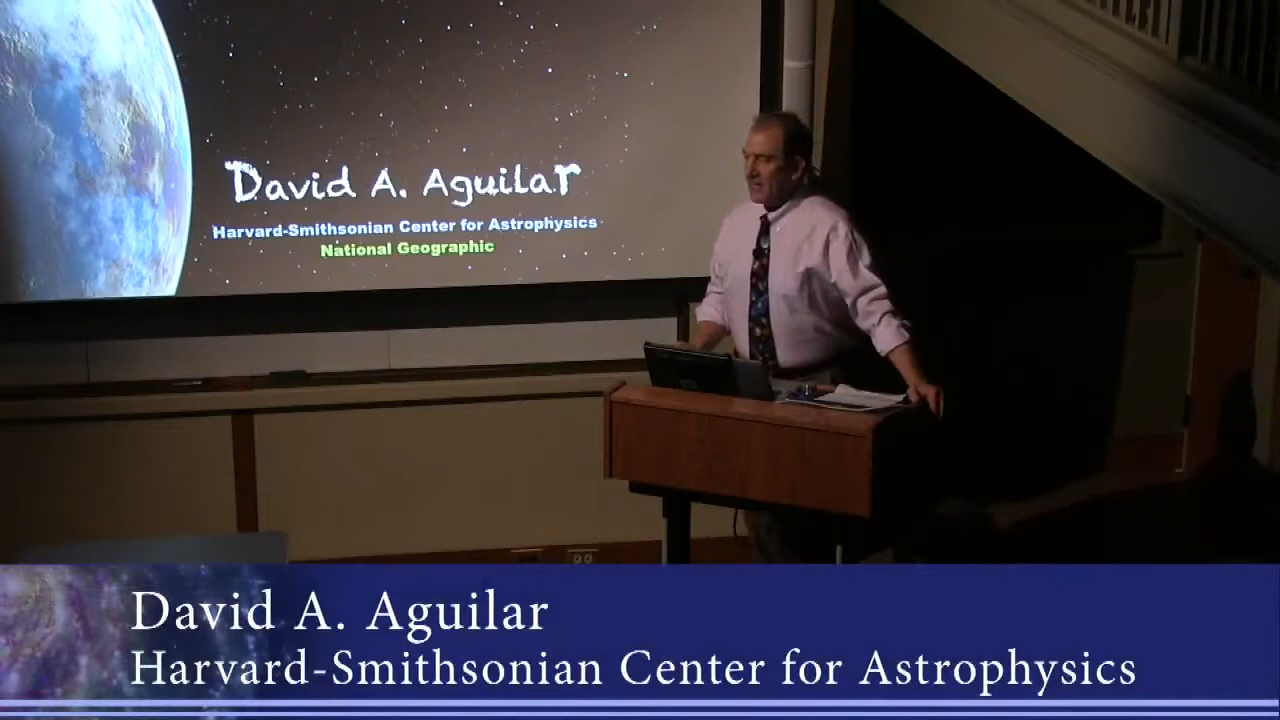 David A. Aguilar
Harvard-Smithsonian Center for Astrophysics
National Geographic
David A. Aguilar
Harvard-Smithsonian Center for Astrophysics